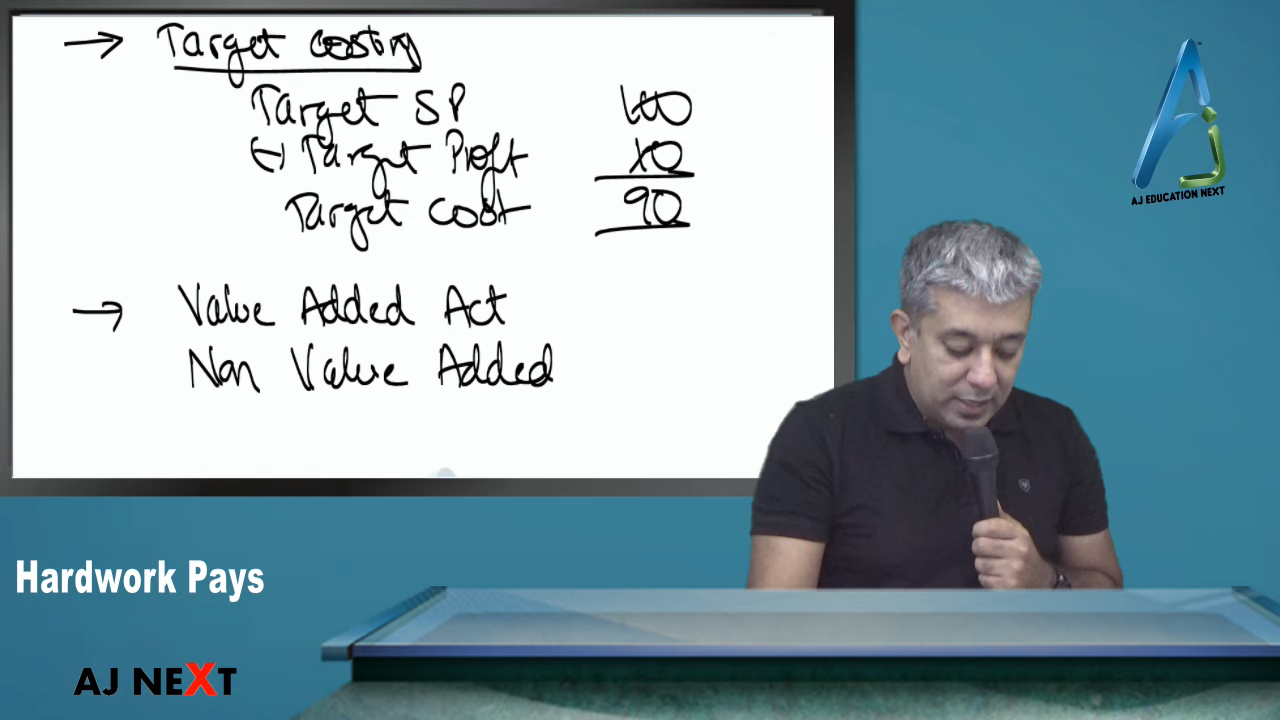 → Target costing
Target SP 100
(-) Target Profit 10
Target cost 90
→ Value Added Act
Non Value Added
AJ EDUCATION NEXT
Hardwork Pays
AJ NEXT